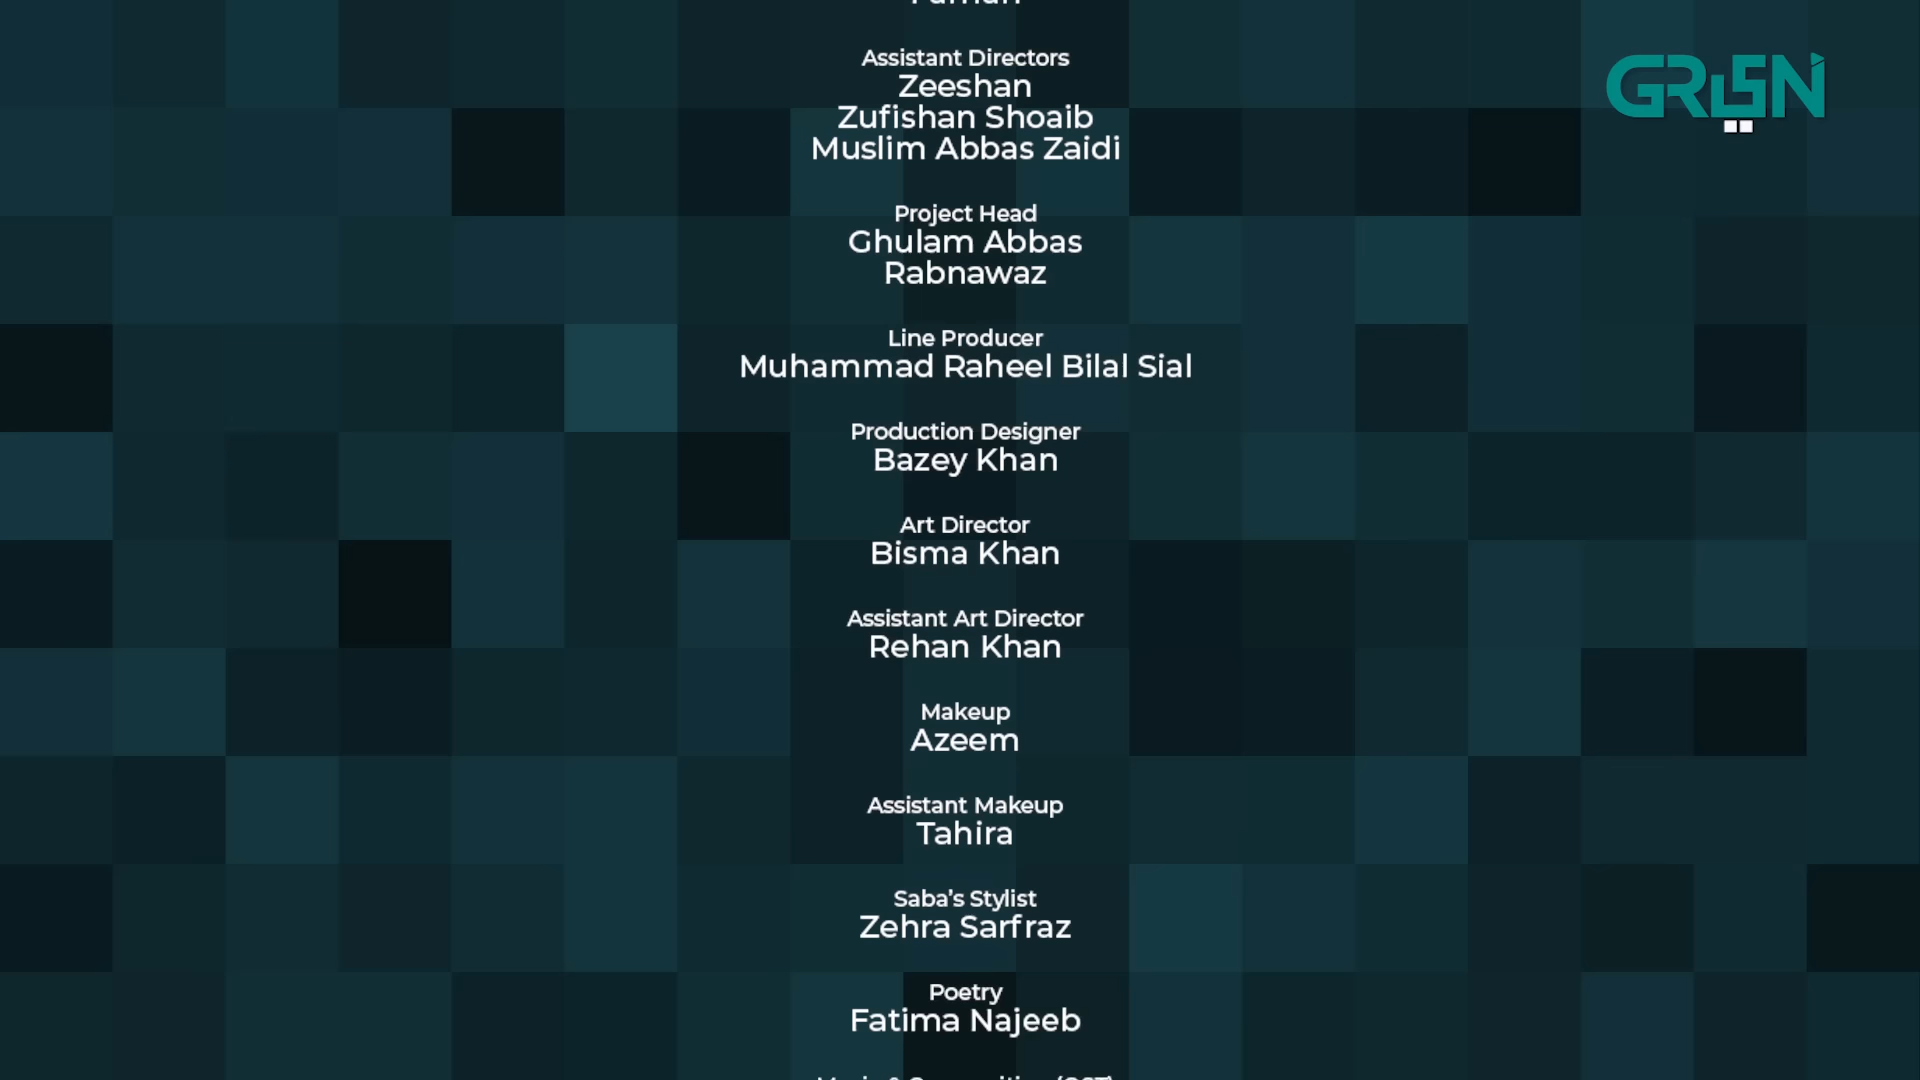 Assistant Directors
Zeeshan
Zufishan Shoaib
Muslim Abbas Zaidi
Project Head
Ghulam Abbas
Rabnawaz
Line Producer
Muhammad Raheel Bilal Sial
Production Designer
Bazey Khan
Art Director
Bisma Khan
Assistant Art Director
Rehan Khan
Makeup
Azeem
Assistant Makeup
Tahira
Saba's Stylist
Zehra Sarfraz
Poetry
Fatima Najeeb